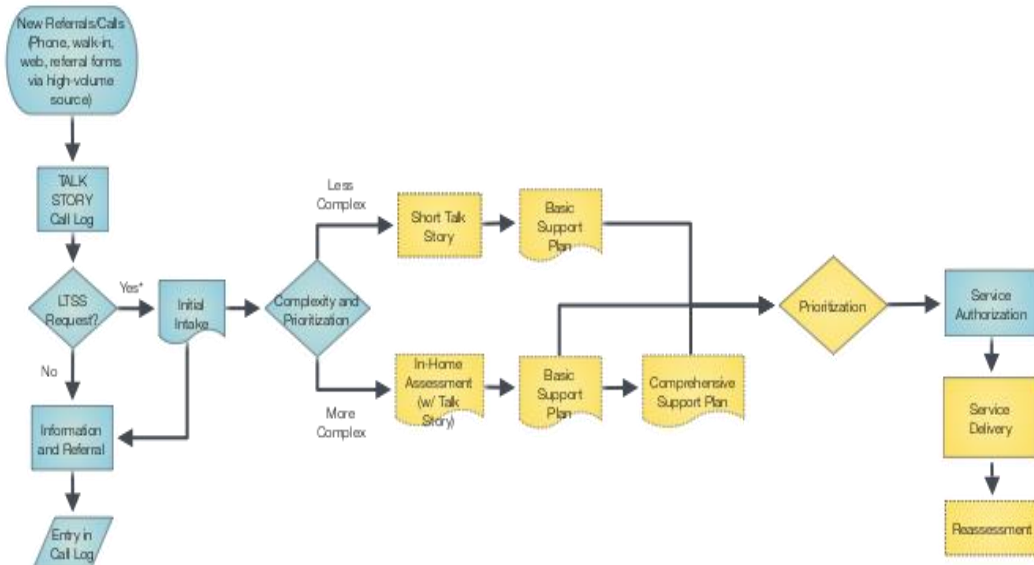 New Referrals/Calls
(Phone, walk-in,
web, referral forms
via high-volume
source)
TALK
STORY
Call Log
LTSS
Request?
Yes*
No
Initial
Intake
Information
and Referral
Entry in
Call Log
Complexity and
Prioritization
Less
Complex
Short Talk
Story
Basic
Support
Plan
More
Complex
In-Home
Assessment
(w/ Talk
Story)
Basic
Support
Plan
Comprehensive
Support Plan
Prioritization
Service
Authorization
Service
Delivery
Reassessment